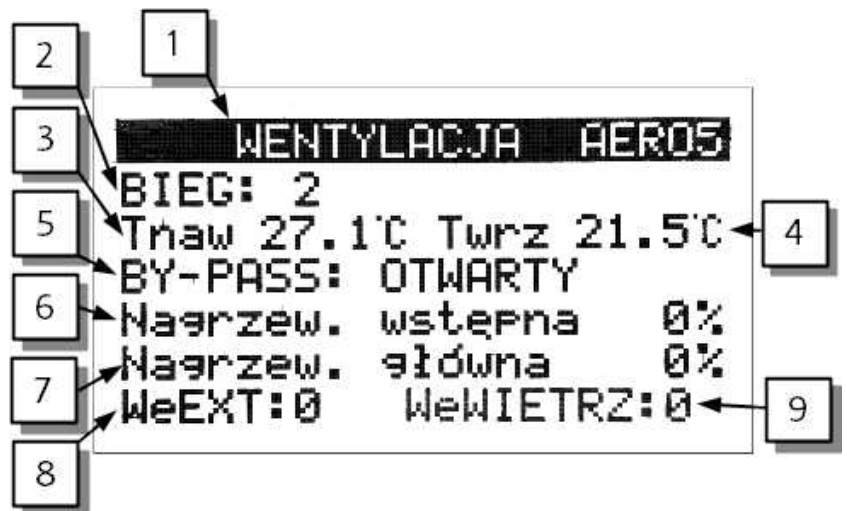 1
2
3
5
6
7
8
4
9
WENTYLACJA AERO5
BIEG: 2
Tnaw 27.1°C Twrz 21.5°C
BY-PASS: OTWARTY
Nagrzew. wstępna 0%
Nagrzew. główna 0%
WeEXT:0 WeWIETRZ:0